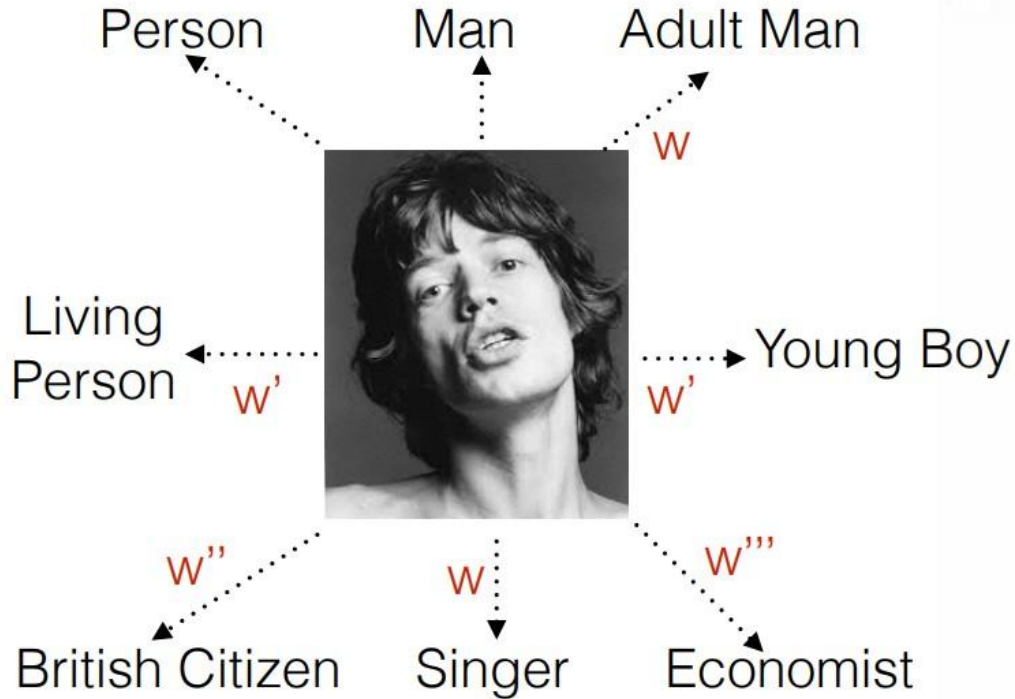 Person Man Adult Man
w
Living
Person
w'
Young Boy
w'
w'' w w'''
British Citizen Singer Economist